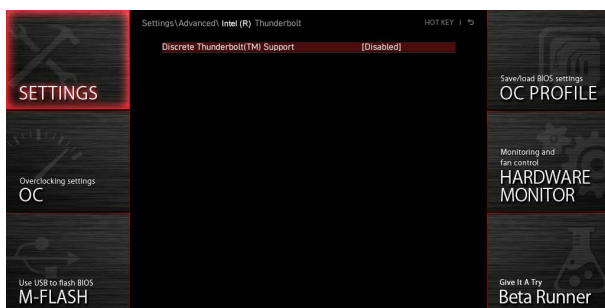 Settings\Advanced\ Intel (R) Thunderbolt
HOT KEY |
Discrete Thunderbolt(TM) Support [Disabled]
SETTINGS
Overclocking settings
OC
Use USB to flash BIOS
M-FLASH
Save/load BIOS settings
OC PROFILE
Monitoring and
fan control
HARDWARE
MONITOR
Give It A Try
Beta Runner